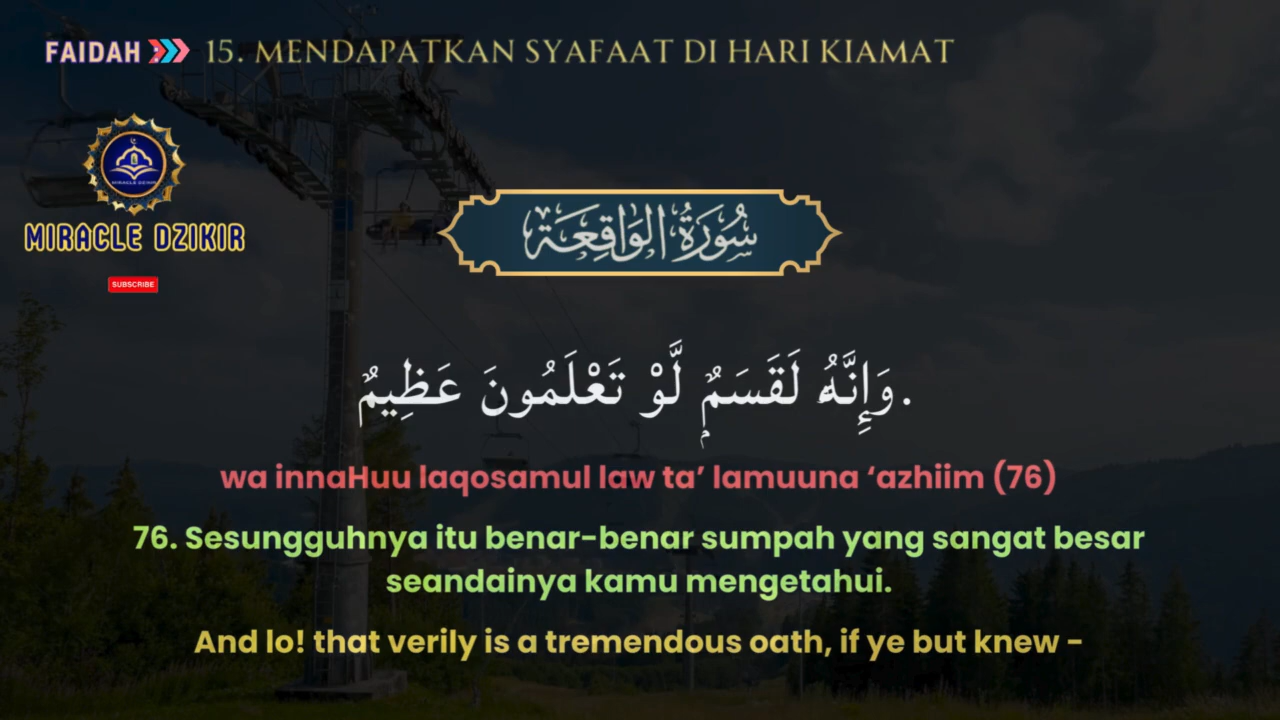 FAIDAH 15. MENDAPATKAN SYAFAAT DI HARI KIAMAT
MIRACLE DZIKIR
MIRACLE DZIKIR
SUBSCRIBE
سُورَةُ الوَاقِعَة
وَإِنَّهُۥ لَقَسَمٌ لَّوْ تَعْلَمُونَ عَظِيمٌ.
wa innaHuu laqosamul law ta’ lamuuna ‘azhiim (76)
76. Sesungguhnya itu benar-benar sumpah yang sangat besar
seandainya kamu mengetahui.
And lo! that verily is a tremendous oath, if ye but knew -